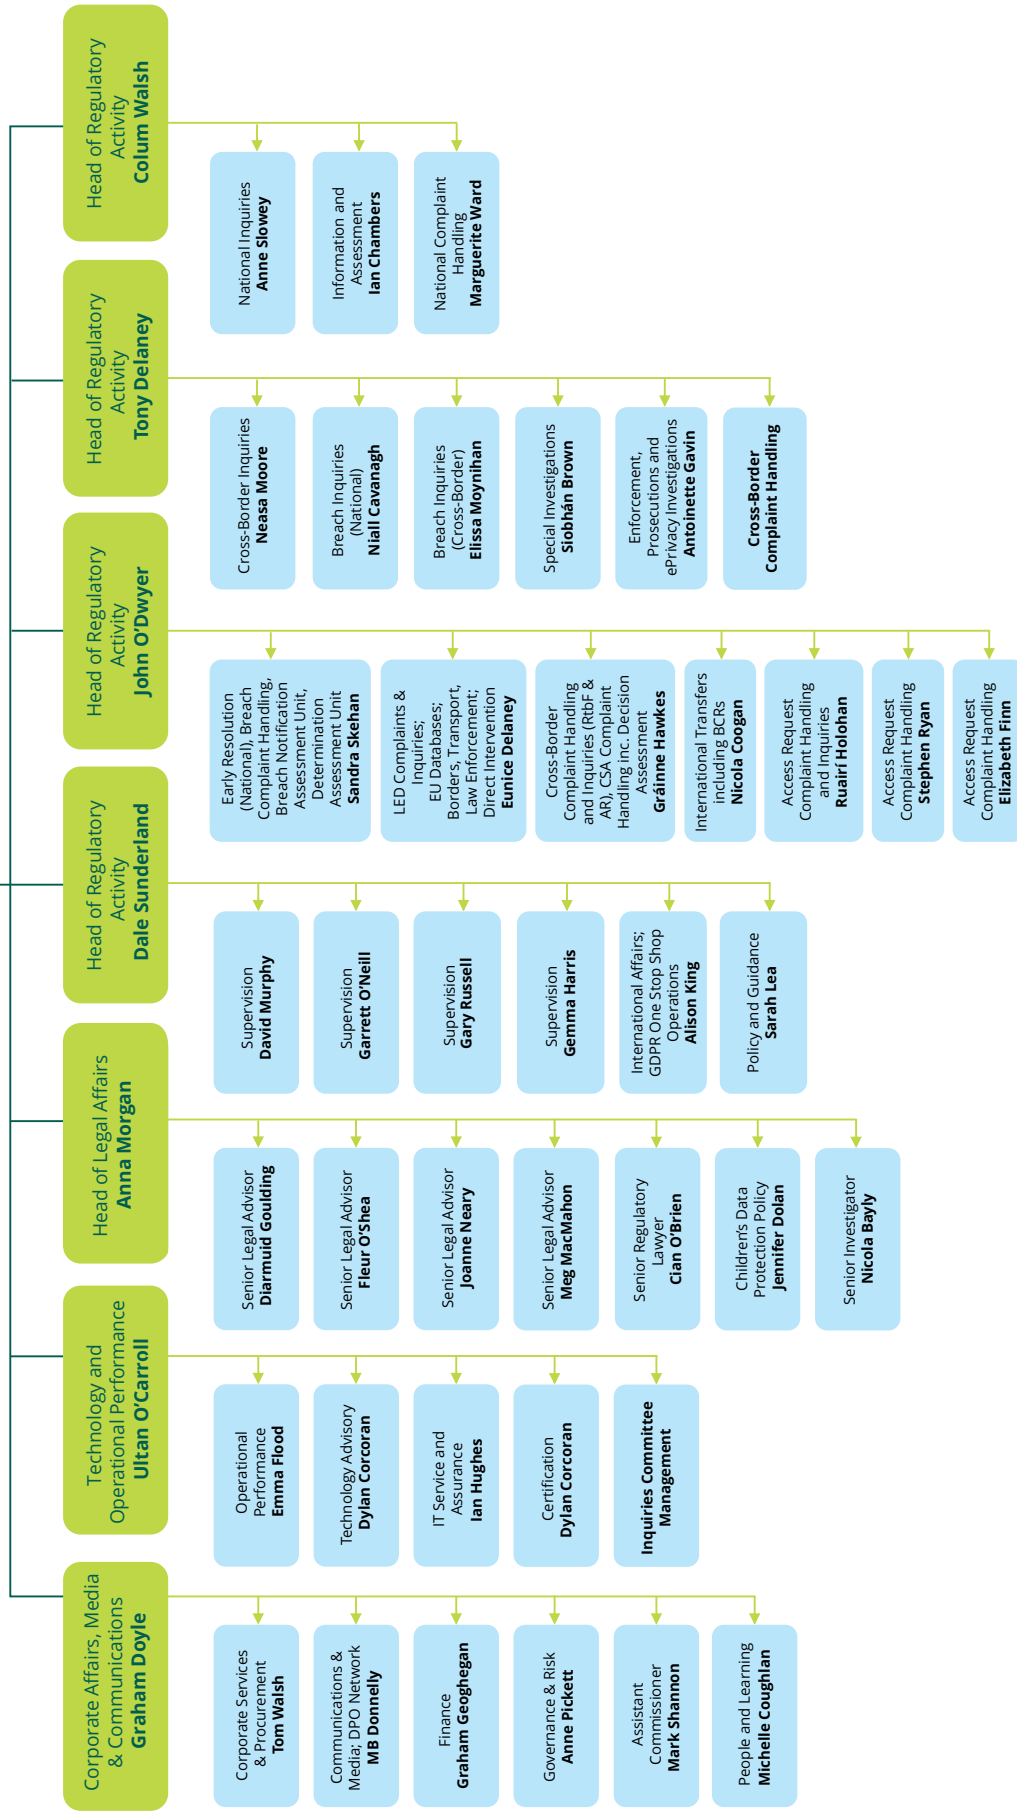 Corporate Affairs, Media
& Communications
Graham Doyle
Corporate Services
& Procurement
Tom Walsh
Communications &
Media; DPO Network
MB Donnelly
Finance
Graham Geoghegan
Governance & Risk
Anne Pickett
Assistant
Commissioner
Mark Shannon
People and Learning
Michelle Coughlan
Technology and
Operational Performance
Ultan O’Carroll
Operational
Performance
Emma Flood
Technology Advisory
Dylan Corcoran
IT Service and
Assurance
Ian Hughes
Certification
Dylan Corcoran
Inquiries Committee
Management
Head of Legal Affairs
Anna Morgan
Senior Legal Advisor
Diarmuid Goulding
Senior Legal Advisor
Fleur O’Shea
Senior Legal Advisor
Joanne Neary
Senior Legal Advisor
Meg MacMahon
Senior Regulatory
Lawyer
Cian O’Brien
Children’s Data
Protection Policy
Jennifer Dolan
Senior Investigator
Nicola Bayly
Head of Regulatory
Activity
Dale Sunderland
Supervision
David Murphy
Supervision
Garrett O’Neill
Supervision
Gary Russell
Supervision
Gemma Harris
International Affairs;
GDPR One Stop Shop
Operations
Alison King
Policy and Guidance
Sarah Lea
Head of Regulatory
Activity
John O’Dwyer
Early Resolution
(National), Breach
Complaint Handling,
Breach Notification
Assessment Unit,
Determination
Assessment Unit
Sandra Skehan
LED Complaints &
Inquiries;
EU Databases;
Borders, Transport,
Law Enforcement;
Direct Intervention
Eunice Delaney
Cross-Border
Complaint Handling
and Inquiries (RtbF &
AR), CSA Complaint
Handling inc. Decision
Assessment
Gráinne Hawkes
International Transfers
including BCRs
Nicola Coogan
Access Request
Complaint Handling
and Inquiries
Ruairí Holohan
Access Request
Complaint Handling
Stephen Ryan
Access Request
Complaint Handling
Elizabeth Finn
Head of Regulatory
Activity
Tony Delaney
Cross-Border Inquiries
Neasa Moore
Breach Inquiries
(National)
Niall Cavanagh
Breach Inquiries
(Cross-Border)
Elissa Moynihan
Special Investigations
Siobhán Brown
Enforcement,
Prosecutions and
ePrivacy Investigations
Antoinette Gavin
Cross-Border
Complaint Handling
Head of Regulatory
Activity
Colum Walsh
National Inquiries
Anne Slowey
Information and
Assessment
Ian Chambers
National Complaint
Handling
Marguerite Ward